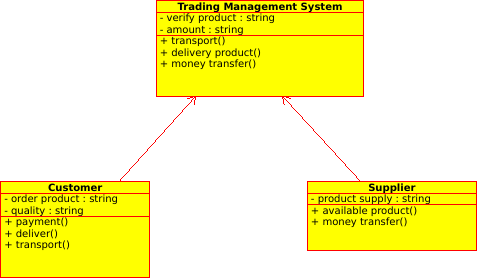 Trading Management System
- verify product : string
- amount : string
+ transport()
+ delivery product()
+ money transfer()
Customer
- order product : string
- quality : string
+ payment()
+ deliver()
+ transport()
Supplier
- product supply : string
+ available product()
+ money transfer()